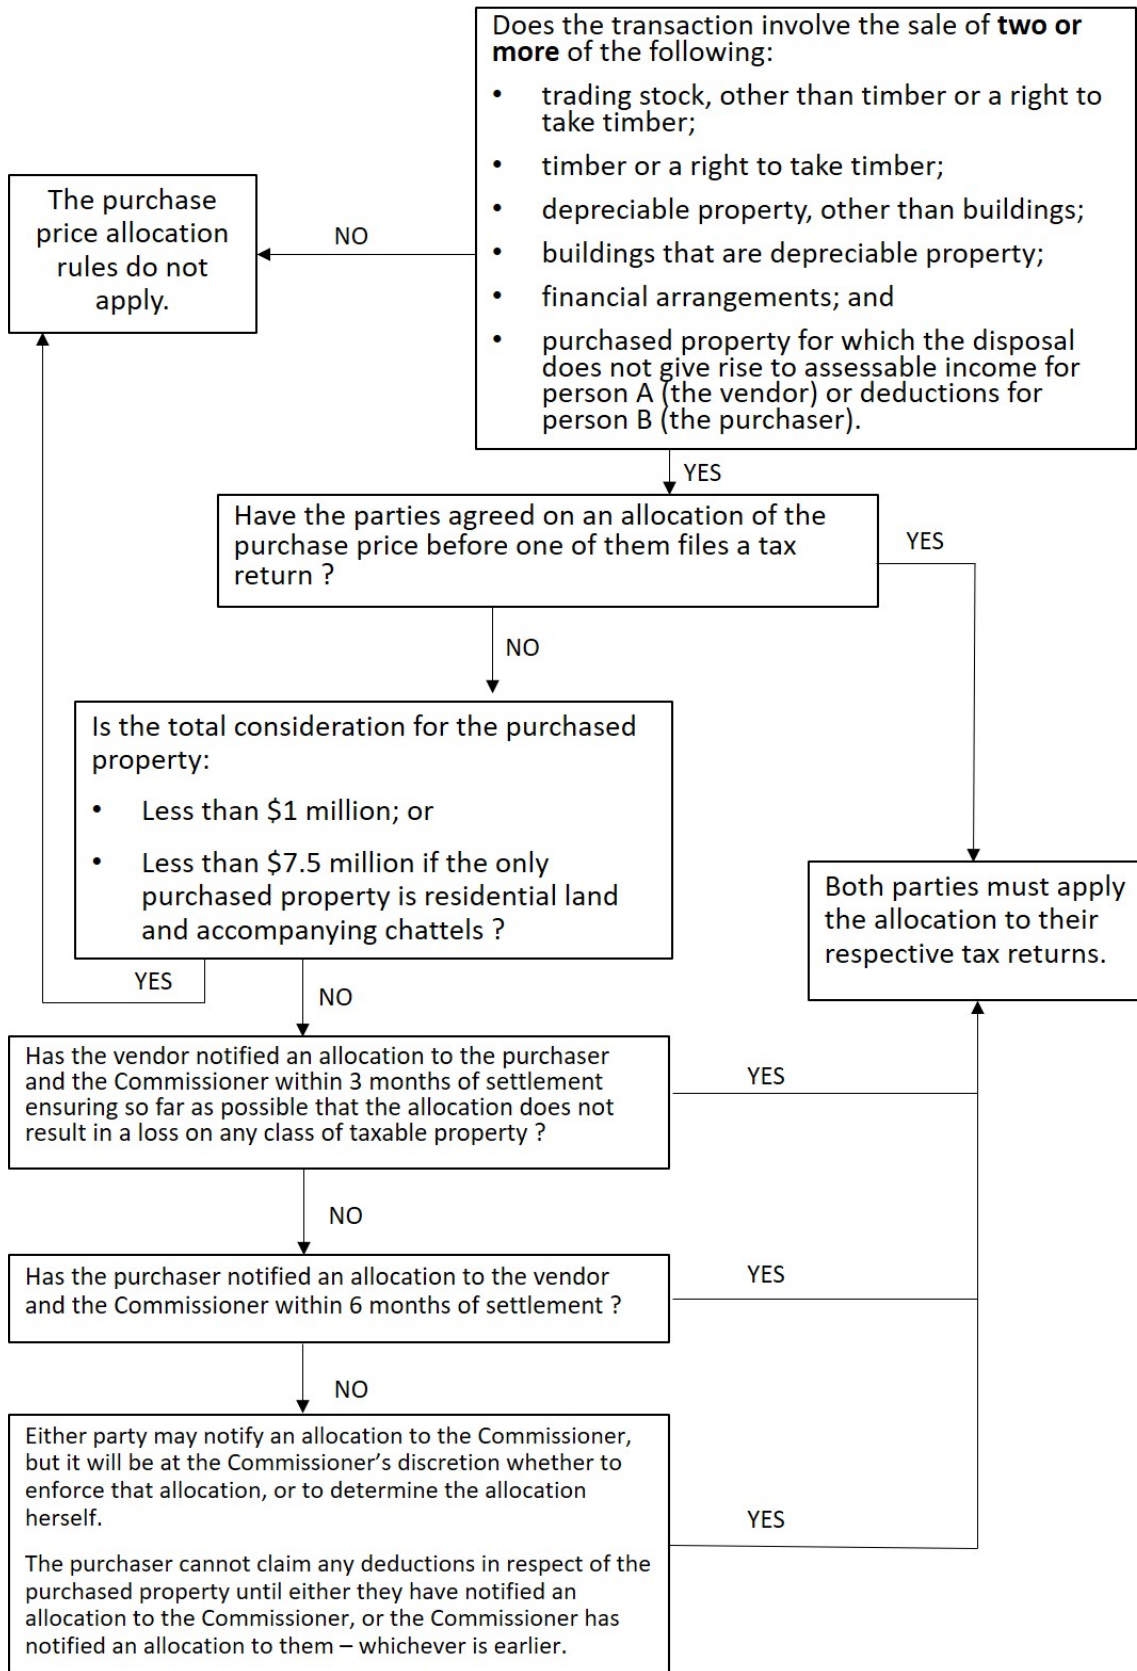 Does the transaction involve the sale of two or
more of the following:
• trading stock, other than timber or a right to
take timber;
• timber or a right to take timber;
• depreciable property, other than buildings;
• buildings that are depreciable property;
• financial arrangements; and
• purchased property for which the disposal
does not give rise to assessable income for
person A (the vendor) or deductions for
person B (the purchaser).
NO
The purchase
price allocation
rules do not
apply.
YES
Have the parties agreed on an allocation of the
purchase price before one of them files a tax
return ?
YES
NO
Is the total consideration for the purchased
property:
• Less than $1 million; or
• Less than $7.5 million if the only
purchased property is residential land
and accompanying chattels ?
Both parties must apply
the allocation to their
respective tax returns.
YES
NO
Has the vendor notified an allocation to the purchaser
and the Commissioner within 3 months of settlement
ensuring so far as possible that the allocation does not
result in a loss on any class of taxable property ?
YES
NO
Has the purchaser notified an allocation to the vendor
and the Commissioner within 6 months of settlement ?
YES
NO
Either party may notify an allocation to the Commissioner,
but it will be at the Commissioner’s discretion whether to
enforce that allocation, or to determine the allocation
herself.
The purchaser cannot claim any deductions in respect of the
purchased property until either they have notified an
allocation to the Commissioner, or the Commissioner has
notified an allocation to them – whichever is earlier.
YES